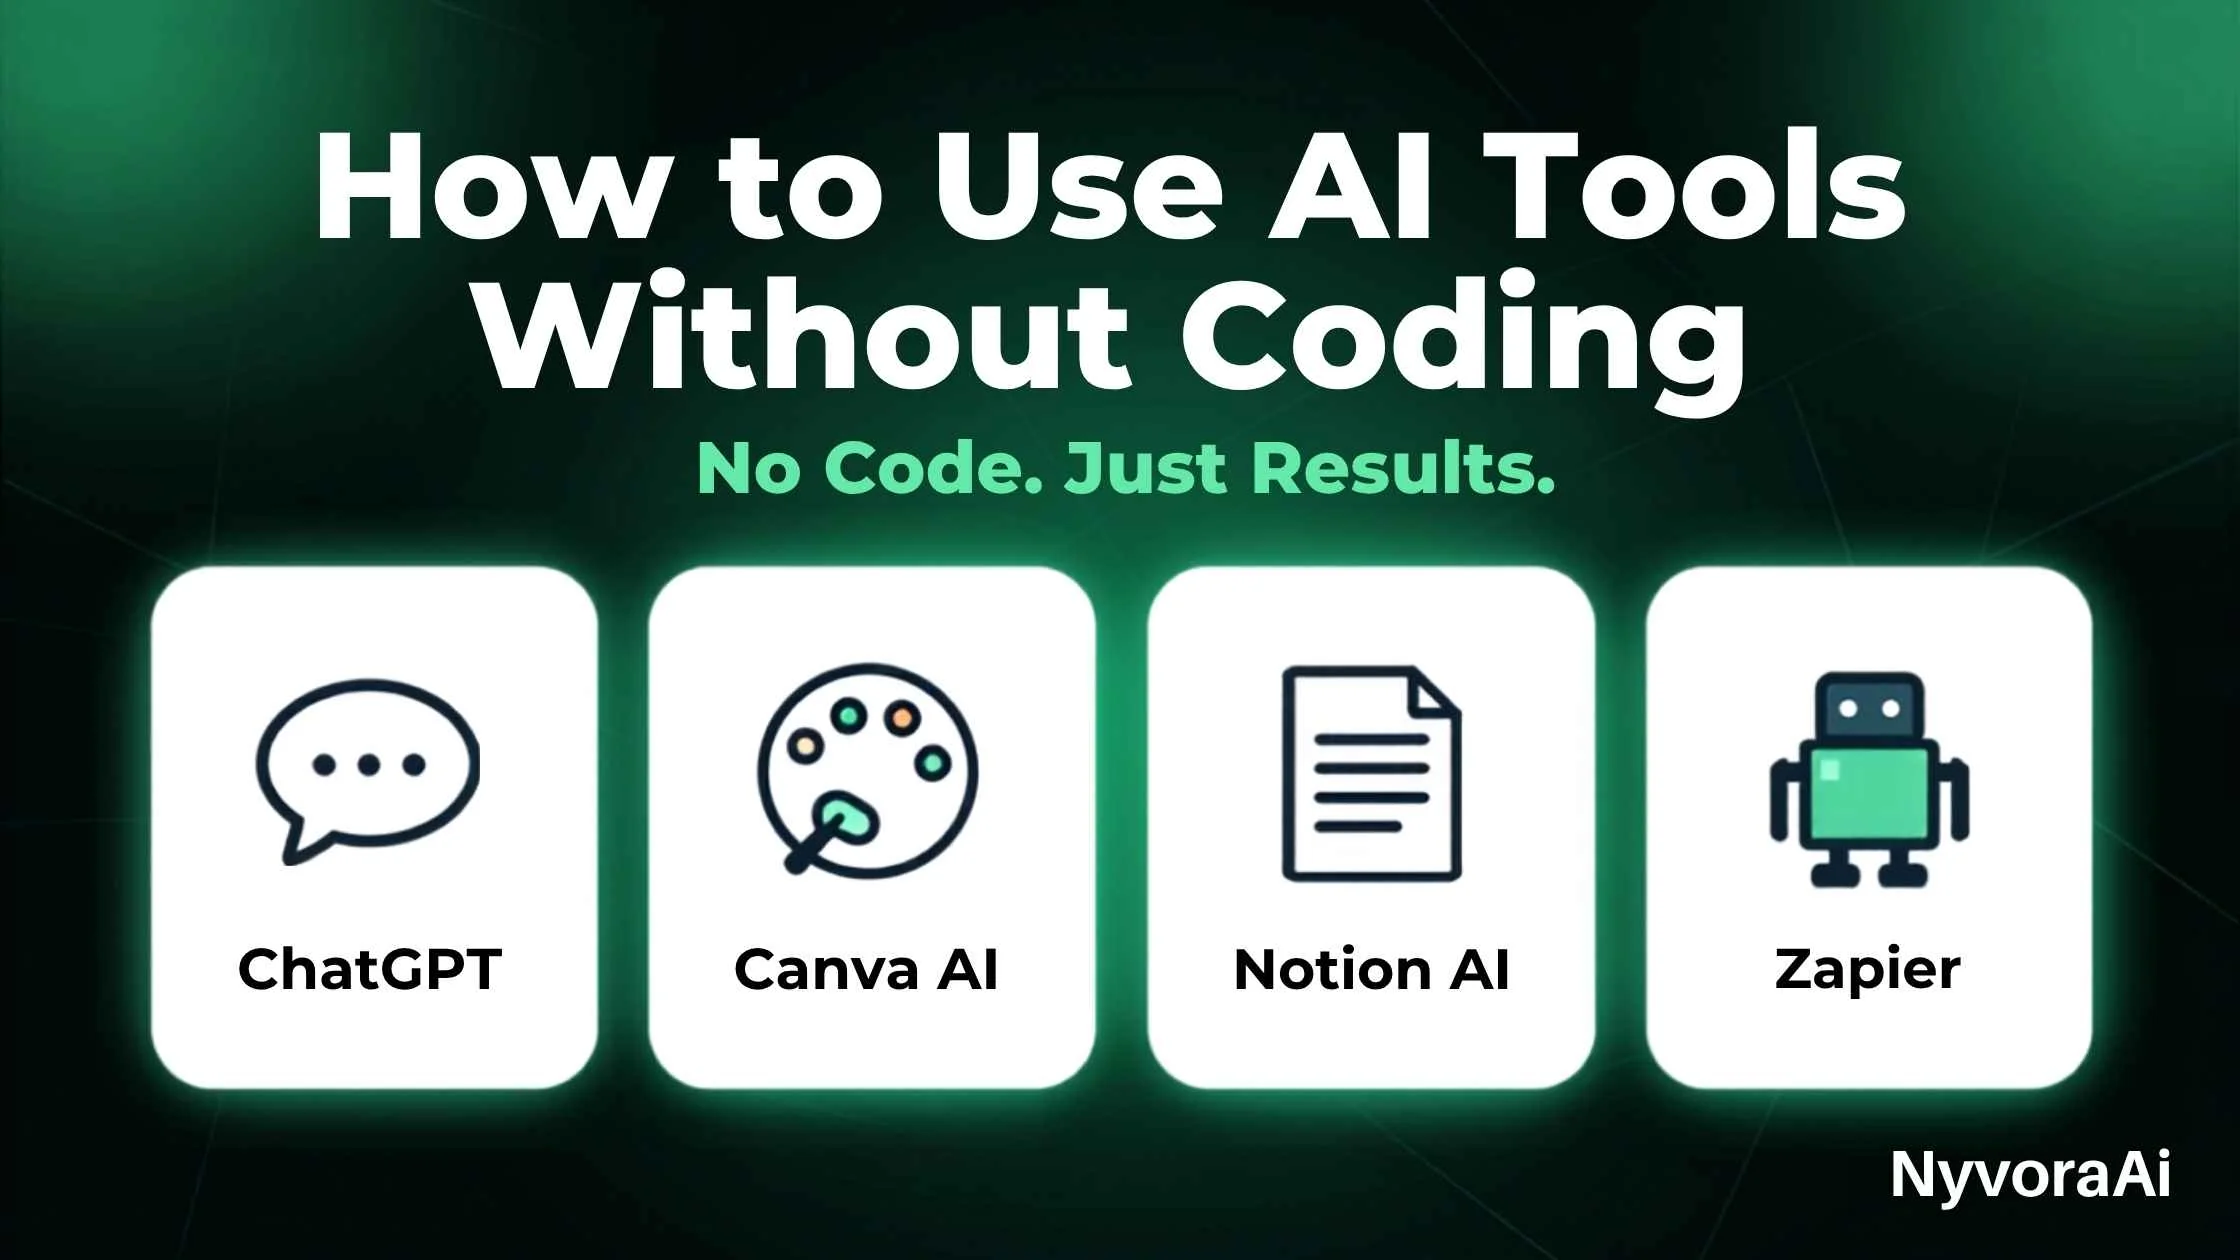 How to Use AI Tools
Without Coding
No Code. Just Results.
ChatGPT
Canva AI
Notion AI
Zapier
NyvoraAi